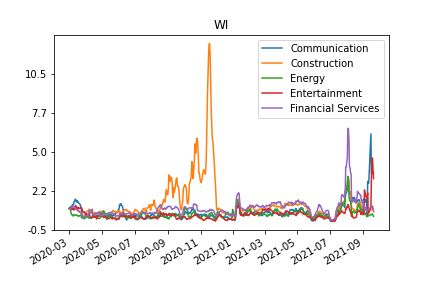 WI
Communication
Construction
Energy
Entertainment
Financial Services
10.5
7.7
5.0
2.2
-0.5
2020-03
2020-05
2020-07
2020-09
2020-11
2021-01
2021-03
2021-05
2021-07
2021-09